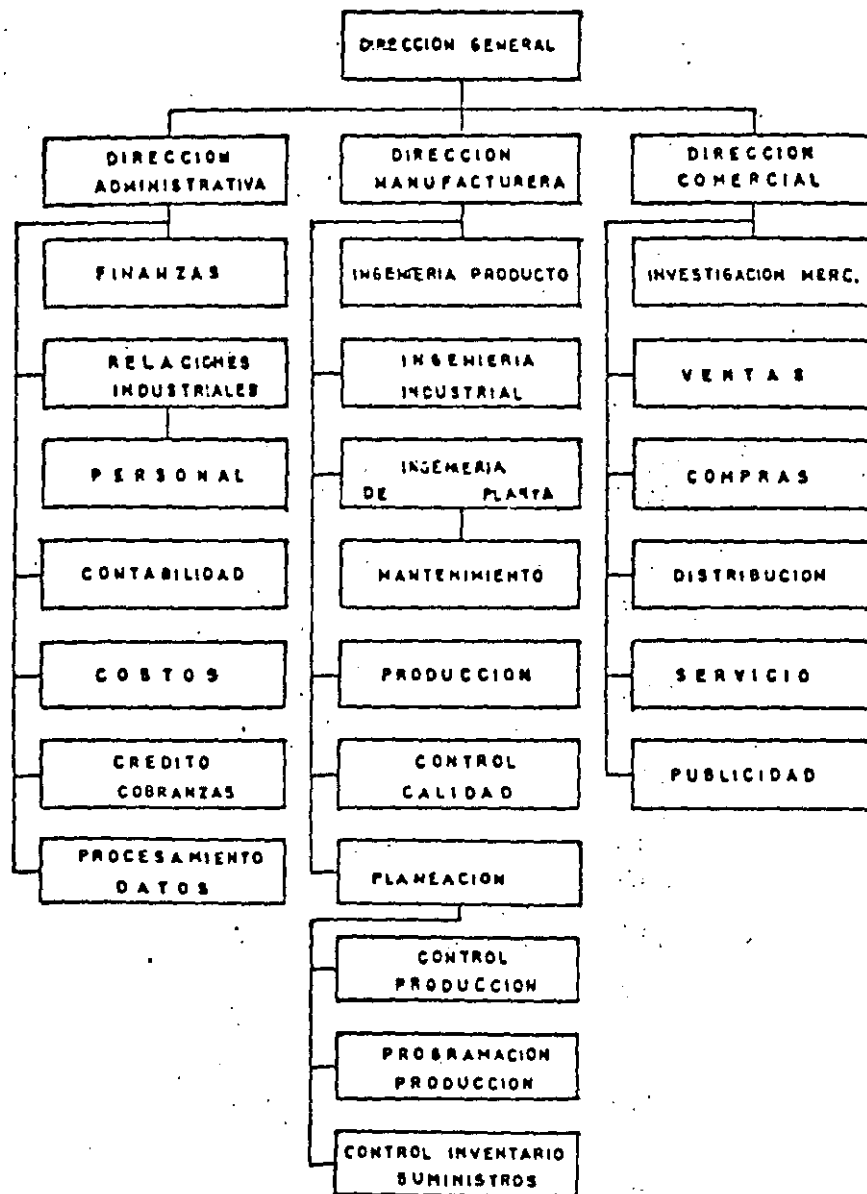 DIRECCION GENERAL
DIRECCION
ADMINISTRATIVA
FINANZAS
RELACIONES
INDUSTRIALES
PERSONAL
CONTABILIDAD
COSTOS
CREDITO
COBRANZAS
PROCESAMIENTO
DATOS
DIRECCION
MANUFACTURERA
INGENIERIA PRODUCTO
INGENIERIA
INDUSTRIAL
INGENIERIA
DE PLANTA
MANTENIMIENTO
PRODUCCION
CONTROL
CALIDAD
PLANEACION
CONTROL
PRODUCCION
PROGRAMACION
PRODUCCION
CONTROL INVENTARIO
SUMINISTROS
DIRECCION
COMERCIAL
INVESTIGACION MERC.
VENTAS
COMPRAS
DISTRIBUCION
SERVICIO
PUBLICIDAD